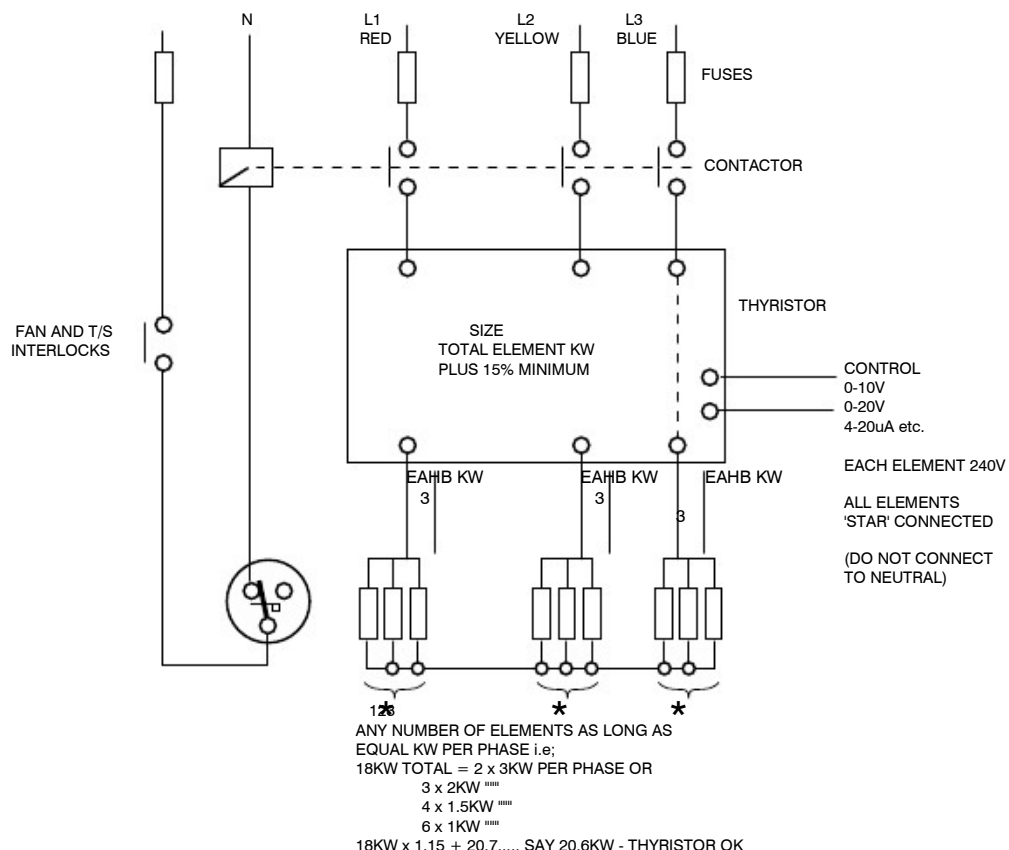 N
L1
RED
L2
YELLOW
L3
BLUE
FUSES
CONTACTOR
FAN AND T/S
INTERLOCKS
THYRISTOR
SIZE
TOTAL ELEMENT KW
PLUS 15% MINIMUM
CONTROL
0-10V
0-20V
4-20uA etc.
EAHB KW
3
EAHB KW
3
EAHB KW
3
EACH ELEMENT 240V
ALL ELEMENTS
'STAR' CONNECTED
(DO NOT CONNECT
TO NEUTRAL)
* * *
ANY NUMBER OF ELEMENTS AS LONG AS
EQUAL KW PER PHASE i.e;
18KW TOTAL = 2 x 3KW PER PHASE OR
3 x 2KW """
4 x 1.5KW """
6 x 1KW """
18KW x 1.15 + 20.7..... SAY 20.6KW - THYRISTOR OK